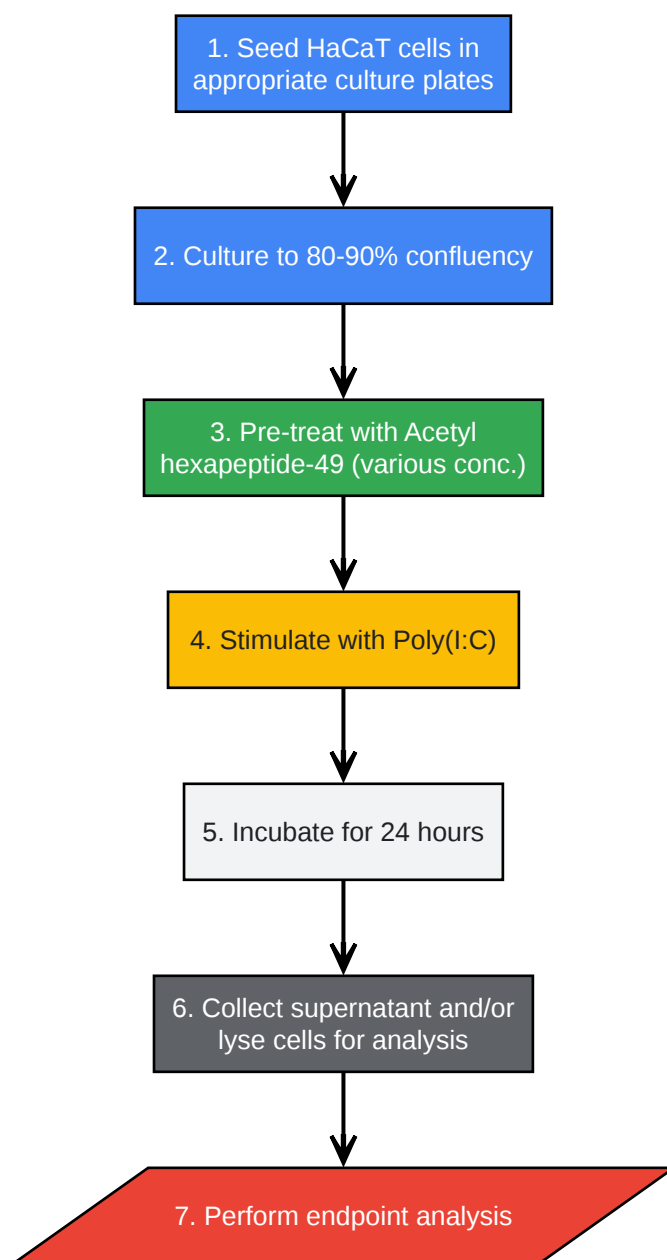 1. Seed HaCaT cells in
appropriate culture plates
2. Culture to 80-90% confluency
3. Pre-treat with Acetyl
hexapeptide-49 (various conc.)
4. Stimulate with Poly(I:C)
5. Incubate for 24 hours
6. Collect supernatant and/or
lyse cells for analysis
7. Perform endpoint analysis